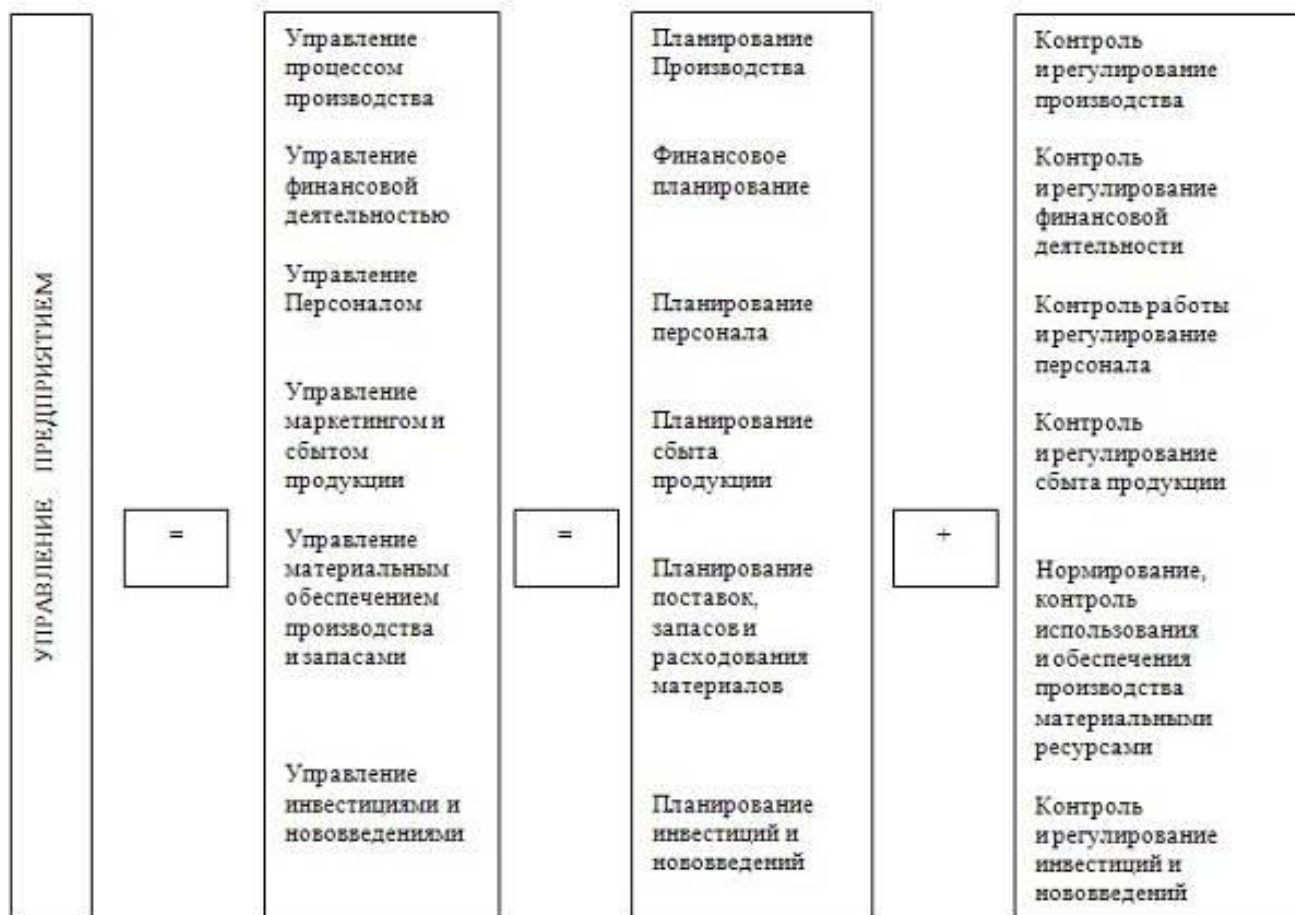 УПРАВЛЕНИЕ ПРЕДПРИЯТИЕМ
=
Управление
процессом
производства
Управление
финансовой
деятельностью
Управление
Персоналом
Управление
маркетингом и
сбытом
продукции
Управление
материальным
обеспечением
производства
и запасами
Управление
инвестициями и
нововведениями
=
Планирование
Производства
Финансовое
планирование
Планирование
персонала
Планирование
сбыта
продукции
Планирование
поставок,
запасов и
расходования
материалов
Планирование
инвестиций и
нововведений
+
Контроль
и регулирование
производства
Контроль
и регулирование
финансовой
деятельности
Контроль работы
и регулирование
персонала
Контроль
и регулирование
сбыта продукции
Нормирование,
контроль
использования
и обеспечения
производства
материальными
ресурсами
Контроль
и регулирование
инвестиций и
нововведений